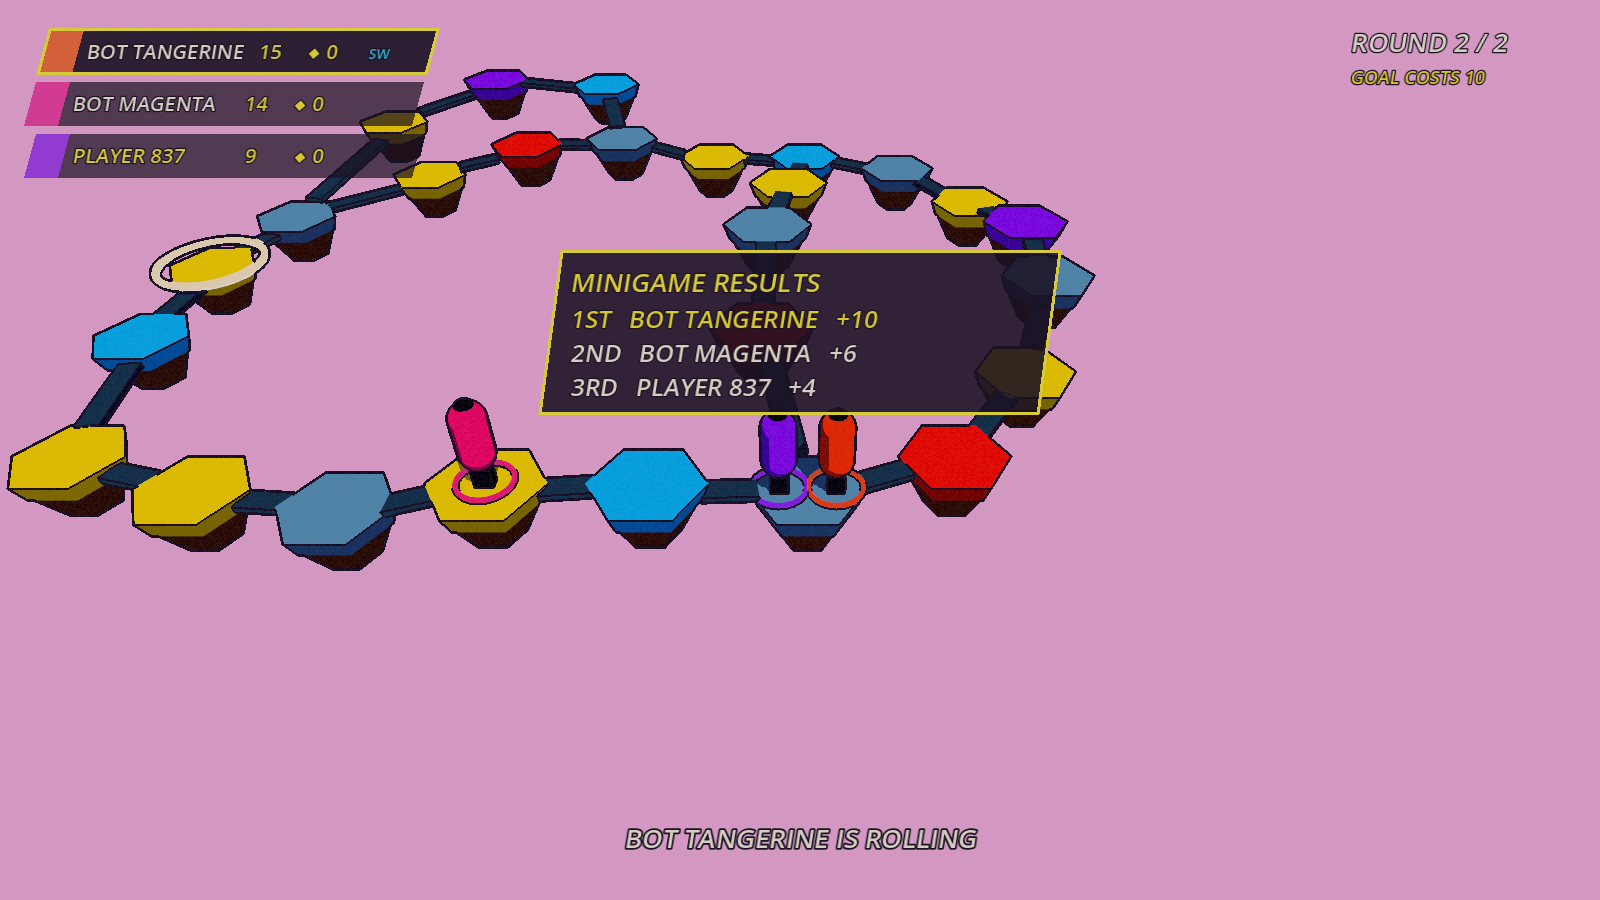 BOT TANGERINE 15 ◆ 0 SW
BOT MAGENTA 14 ◆ 0
PLAYER 837 9 ◆ 0
ROUND 2 / 2
GOAL COSTS 10
MINIGAME RESULTS
1ST BOT TANGERINE +10
2ND BOT MAGENTA +6
3RD PLAYER 837 +4
BOT TANGERINE IS ROLLING